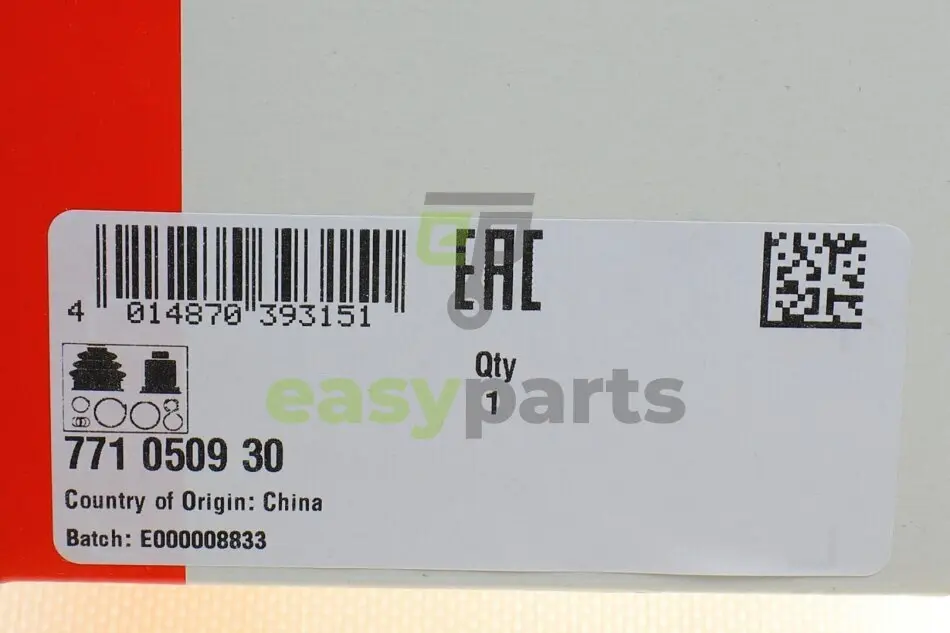 EAC
4 014870 393151
Qty
1
easyparts
771 0509 30
Country of Origin: China
Batch: E000008833